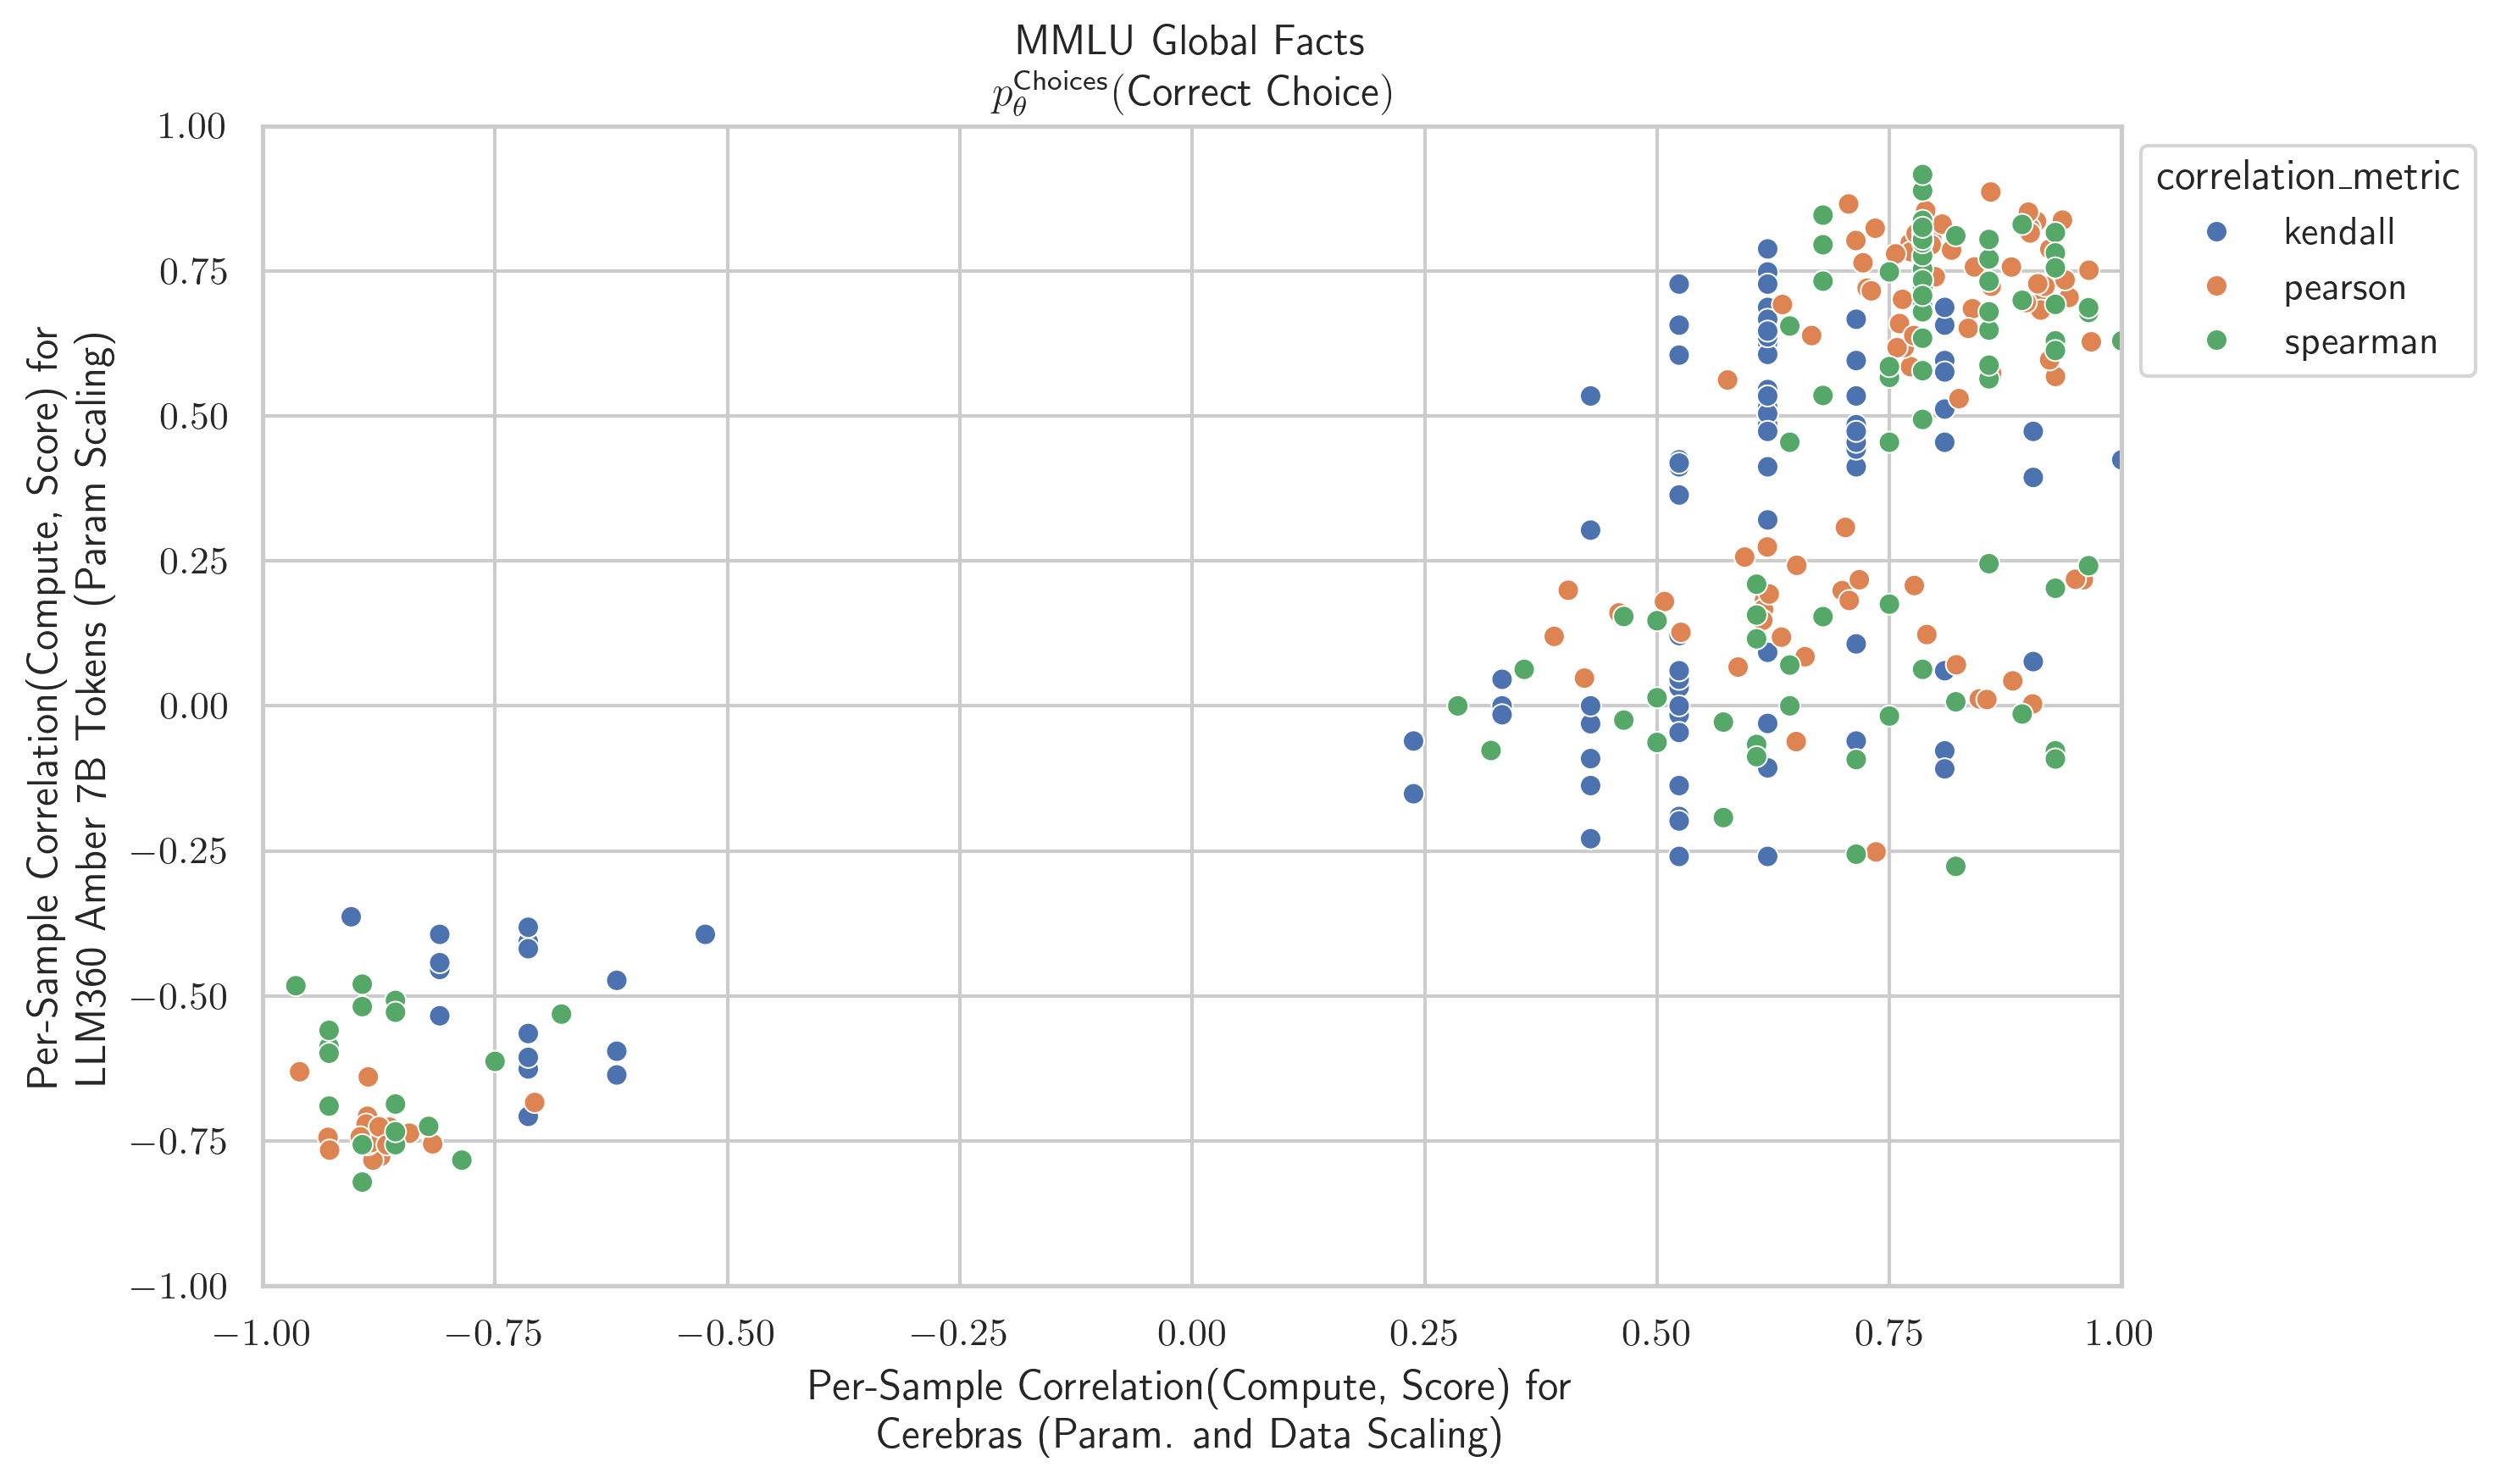 MMLU Global Facts
p_θ^Choices(Correct Choice)
1.00
0.75
0.50
0.25
0.00
−0.25
−0.50
−0.75
−1.00
Per-Sample Correlation(Compute, Score) for
LLM360 Amber 7B Tokens (Param Scaling)
−1.00 −0.75 −0.50 −0.25 0.00 0.25 0.50 0.75 1.00
Per-Sample Correlation(Compute, Score) for
Cerebras (Param. and Data Scaling)
correlation_metric
kendall
pearson
spearman